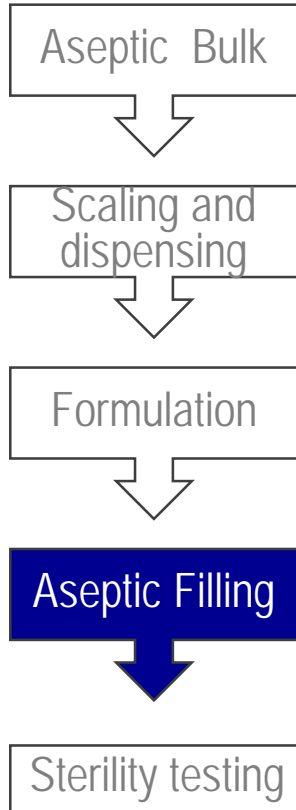 Aseptic Bulk
Scaling and
dispensing
Formulation
Aseptic Filling
Sterility testing